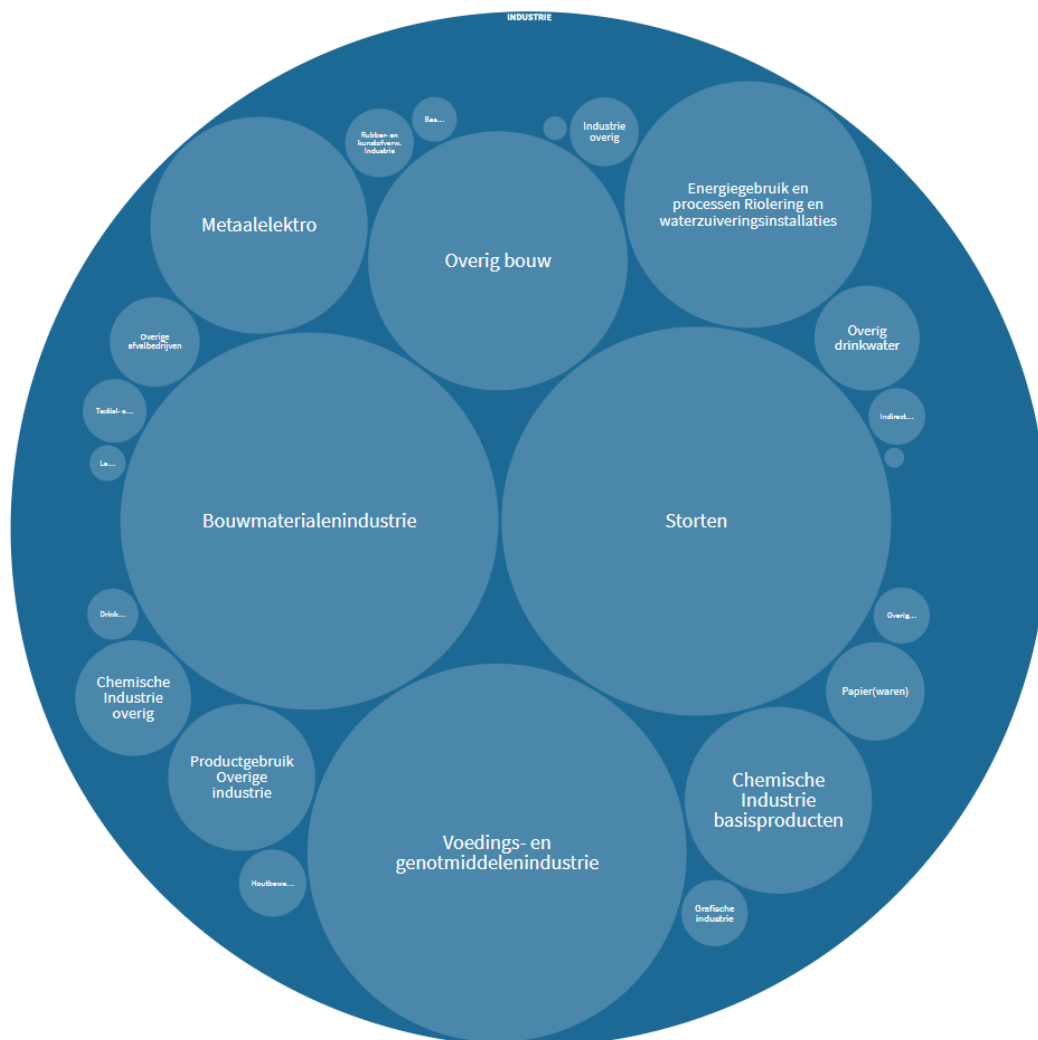 INDUSTRIE
Rubber- en
kunstofverw.
Industrie
Industrie
overig
Metaalelektro
Overig bouw
Energiegebruik en
processen Riolering en
waterzuiveringsinstallaties
Overige
afvalbedrijven
Overig
drinkwater
Textiel- e...
Indirect...
Le...
Bouwmaterialenindustrie
Storten
Drink...
Overig...
Chemische
Industrie
overig
Papier(waren)
Productgebruik
Overige
industrie
Chemische
Industrie
basisproducten
Voedings- en
genotmiddelenindustrie
Houtbewe...
Grafische
industrie